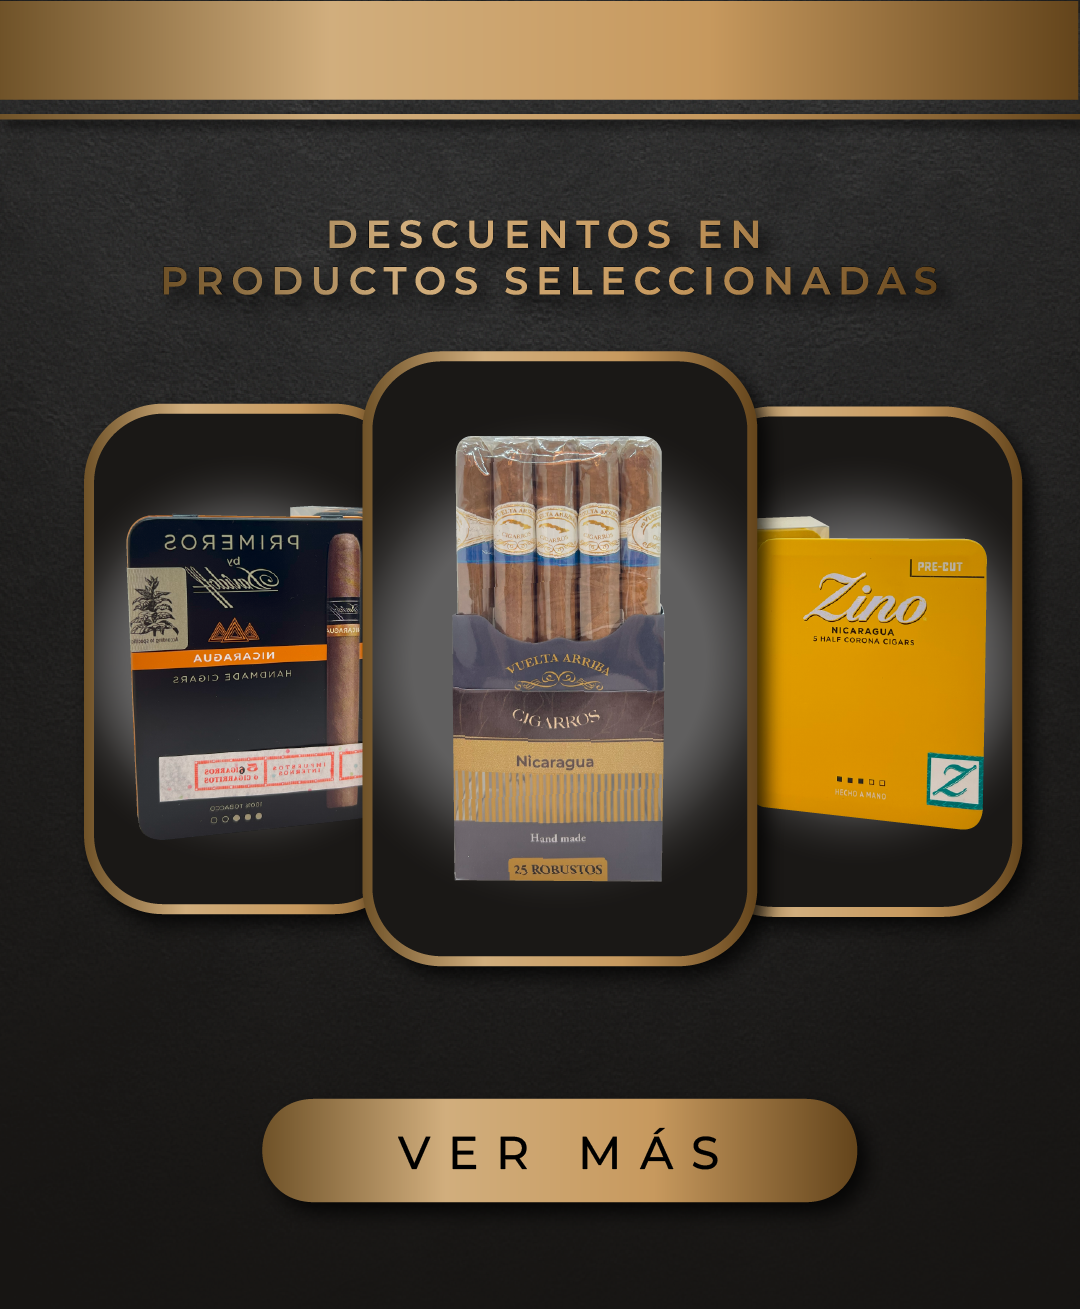 DESCUENTOS EN
PRODUCTOS SELECCIONADAS
PRIMEROS
by
Davidoff
NICARAGUA
HANDMADE CIGARS
100% TOBACCO
VUELTA ARRIBA
CIGARROS
Nicaragua
Hand made
25 ROBUSTOS
PRE-CUT
Zino
NICARAGUA
5 HALF CORONA CIGARS
HECHO A MANO
Z
VER MÁS